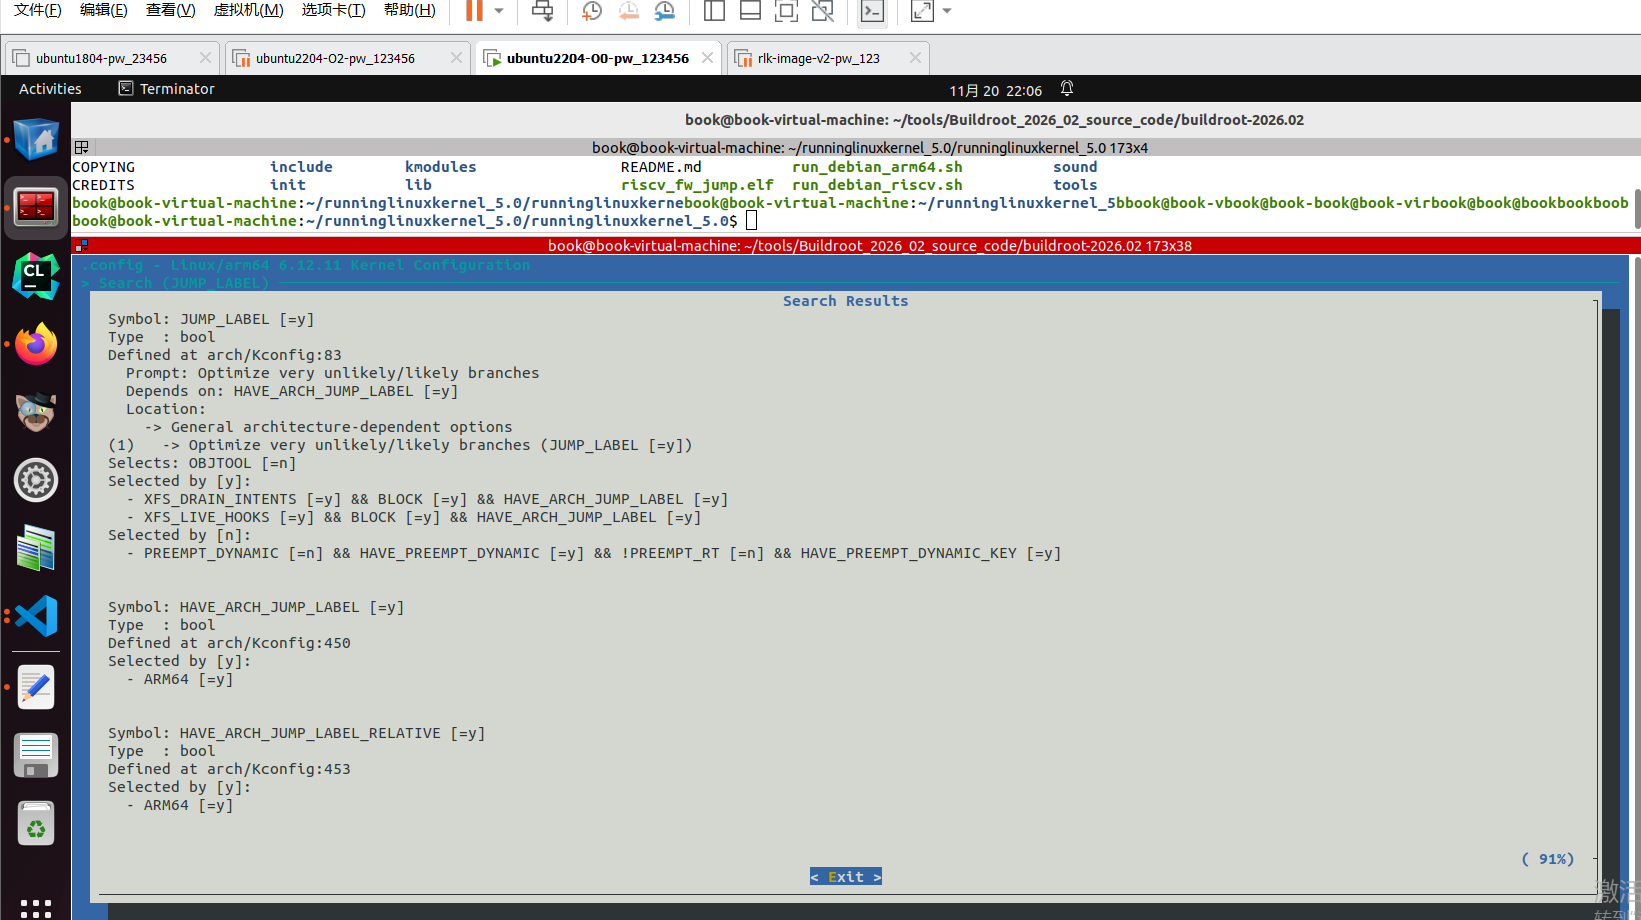 文件(F) 编辑(E) 查看(V) 虚拟机(M) 选项卡(T) 帮助(H)
ubuntu1804-pw_23456 ubuntu2204-O2-pw_123456 ubuntu2204-O0-pw_123456 rlk-image-v2-pw_123
Activities Terminator 11月 20 22:06
book@book-virtual-machine: ~/tools/Buildroot_2026_02_source_code/buildroot-2026.02
book@book-virtual-machine: ~/runninglinuxkernel_5.0/runninglinuxkernel_5.0 173x4
COPYING include kmodules README.md run_debian_arm64.sh sound
CREDITS init lib riscv_fw_jump.elf run_debian_riscv.sh tools
book@book-virtual-machine:~/runninglinuxkernel_5.0/runninglinuxkernebook@book-virtual-machine:~/runninglinuxkernel_5bbook@book-vbook@book-book@book-virbook@book@bookbookboob
book@book-virtual-machine:~/runninglinuxkernel_5.0/runninglinuxkernel_5.0$
book@book-virtual-machine: ~/tools/Buildroot_2026_02_source_code/buildroot-2026.02 173x38
.config - Linux/arm64 6.12.11 Kernel Configuration
> Search (JUMP_LABEL)
Search Results
Symbol: JUMP_LABEL [=y]
Type : bool
Defined at arch/Kconfig:83
Prompt: Optimize very unlikely/likely branches
Depends on: HAVE_ARCH_JUMP_LABEL [=y]
Location:
-> General architecture-dependent options
(1) -> Optimize very unlikely/likely branches (JUMP_LABEL [=y])
Selects: OBJTOOL [=n]
Selected by [y]:
- XFS_DRAIN_INTENTS [=y] && BLOCK [=y] && HAVE_ARCH_JUMP_LABEL [=y]
- XFS_LIVE_HOOKS [=y] && BLOCK [=y] && HAVE_ARCH_JUMP_LABEL [=y]
Selected by [n]:
- PREEMPT_DYNAMIC [=n] && HAVE_PREEMPT_DYNAMIC [=y] && !PREEMPT_RT [=n] && HAVE_PREEMPT_DYNAMIC_KEY [=y]
Symbol: HAVE_ARCH_JUMP_LABEL [=y]
Type : bool
Defined at arch/Kconfig:450
Selected by [y]:
- ARM64 [=y]
Symbol: HAVE_ARCH_JUMP_LABEL_RELATIVE [=y]
Type : bool
Defined at arch/Kconfig:453
Selected by [y]:
- ARM64 [=y]
( 91%)
< Exit >
激活
转到
CL